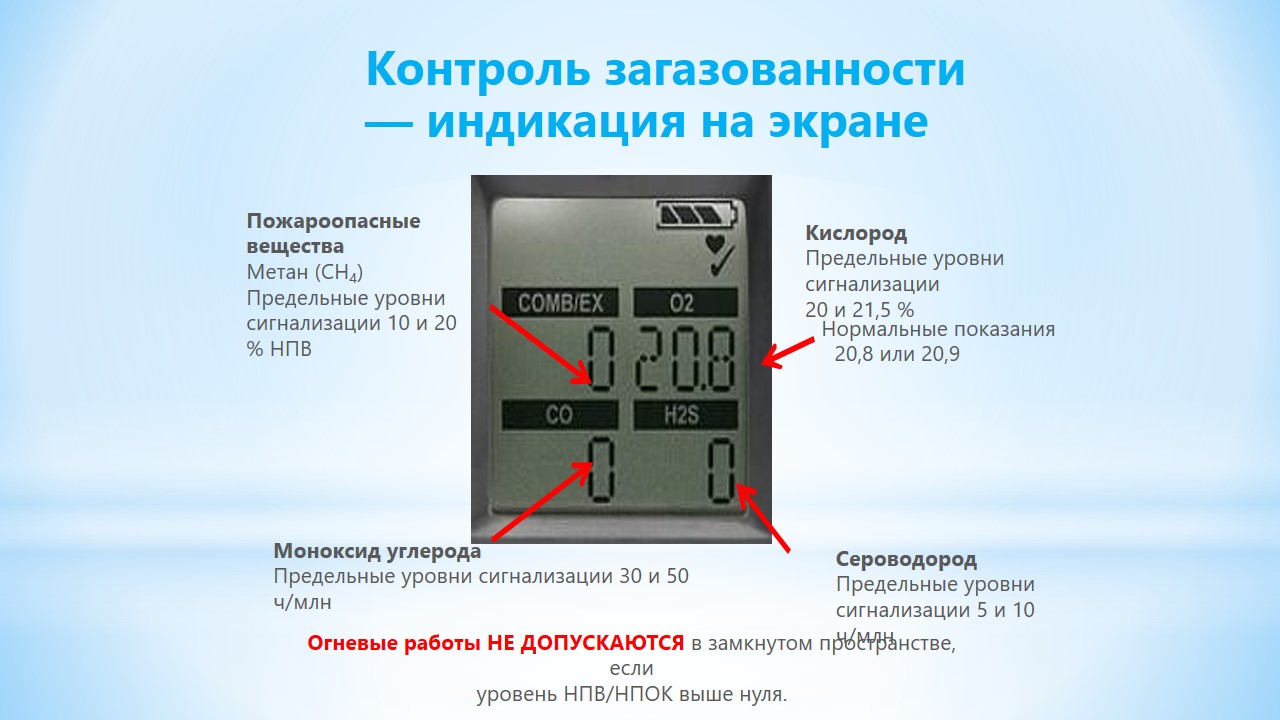 Контроль загазованности
— индикация на экране
Пожароопасные
вещества
Метан (CH₄)
Предельные уровни
сигнализации 10 и 20
% НПВ
Кислород
Предельные уровни
сигнализации
20 и 21,5 %
Нормальные показания
20,8 или 20,9
COMB/EX O2
0 20.8
CO H2S
0 0
Моноксид углерода
Предельные уровни сигнализации 30 и 50
ч/млн
Сероводород
Предельные уровни
сигнализации 5 и 10
ч/млн
Огневые работы НЕ ДОПУСКАЮТСЯ в замкнутом пространстве,
если
уровень НПВ/НПОК выше нуля.